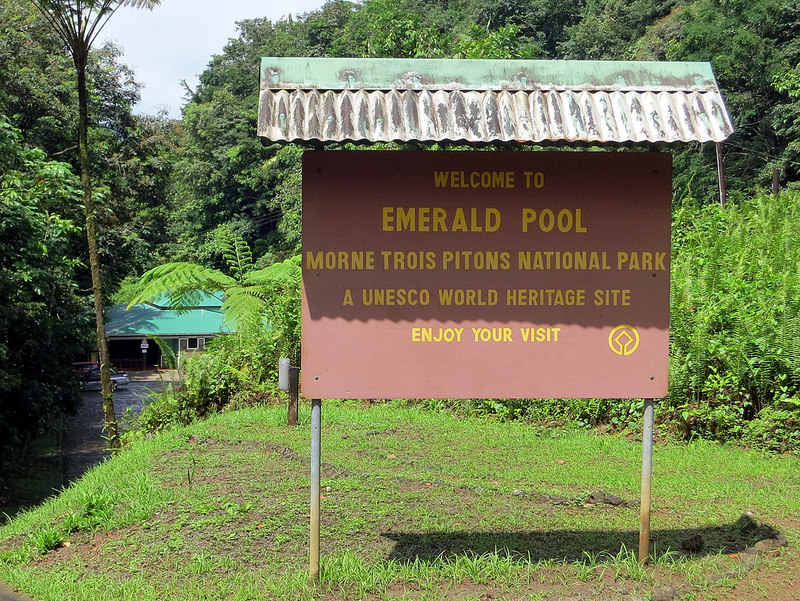 WELCOME TO
EMERALD POOL
MORNE TROIS PITONS NATIONAL PARK
A UNESCO WORLD HERITAGE SITE
ENJOY YOUR VISIT